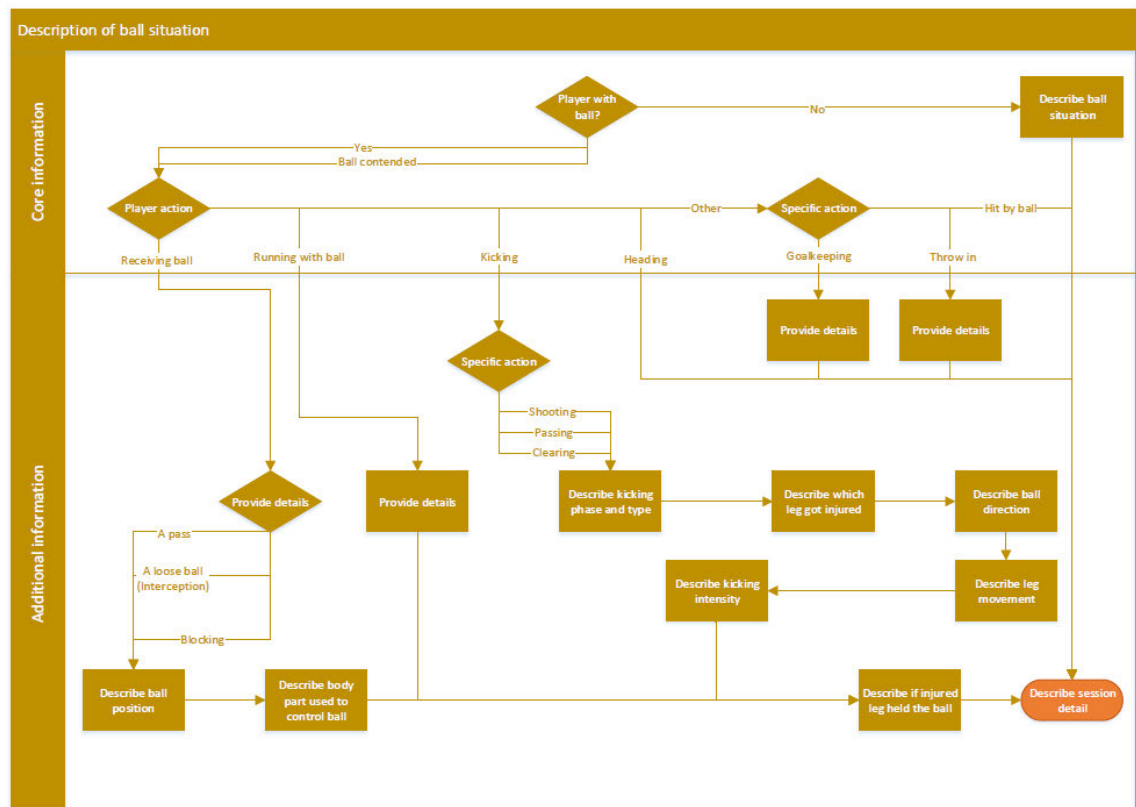 Description of ball situation
Core information
Player with
ball?
No
Describe ball
situation
Yes
Ball contended
Player action
Other
Specific action
Hit by ball
Receiving ball
Running with ball
Kicking
Heading
Goalkeeping
Throw in
Additional information
Provide details
Provide details
Specific action
Shooting
Passing
Clearing
Provide details
Provide details
Describe kicking
phase and type
Describe which
leg got injured
Describe ball
direction
A pass
A loose ball
(Interception)
Blocking
Describe kicking
intensity
Describe leg
movement
Describe ball
position
Describe body
part used to
control ball
Describe if injured
leg held the ball
Describe session
detail